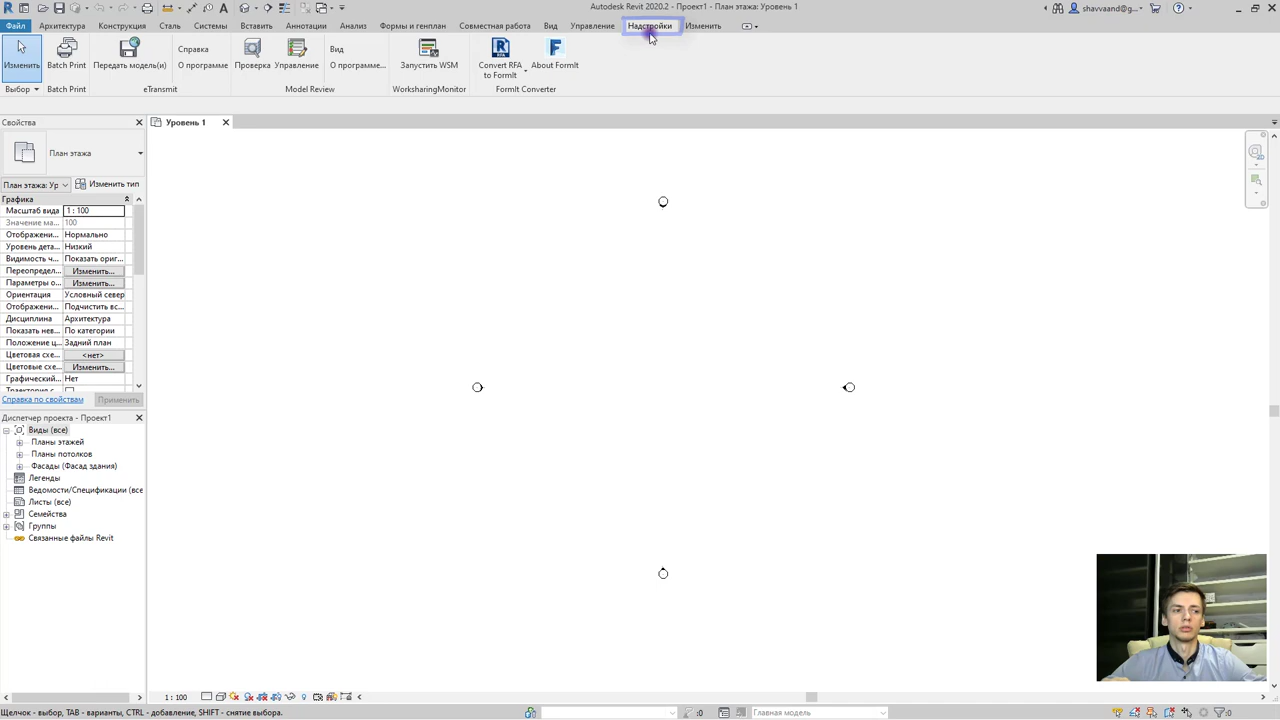 Autodesk Revit 2020.2 - Проект1 - План этажа: Уровень 1
shavvaand@g...
Файл Архитектура Конструкция Сталь Системы Вставить Аннотации Анализ Формы и генплан Совместная работа Вид Управление Надстройки Изменить
Изменить
Batch Print
Передать модель(и)
Справка
О программе
Проверка
Управление
Вид
О программе...
Запустить WSM
Convert RFA
to FormIt
About FormIt
Выбор
Batch Print
eTransmit
Model Review
WorksharingMonitor
FormIt Converter
Свойства
Уровень 1
План этажа
План этажа: Ур
Изменить тип
Графика
Масштаб вида 1 : 100
Значение ма... 100
Отображени... Нормально
Уровень дета... Низкий
Видимость ч... Показать ориг...
Переопредел... Изменить...
Параметры о... Изменить...
Ориентация Условный север
Отображени... Подчистить вс...
Дисциплина Архитектура
Показать нев... По категории
Положение ц... Задний план
Цветовая схе... <нет>
Цветовые схе... Изменить...
Графический... Нет
Справка по свойствам
Применить
Диспетчер проекта - Проект1
Виды (все)
Планы этажей
Планы потолков
Фасады (Фасад здания)
Легенды
Ведомости/Спецификации (все
Листы (все)
Семейства
Группы
Связанные файлы Revit
1 : 100
Щелчок - выбор, TAB - варианты, CTRL - добавление, SHIFT - снятие выбора.
:0
Главная модель
:0